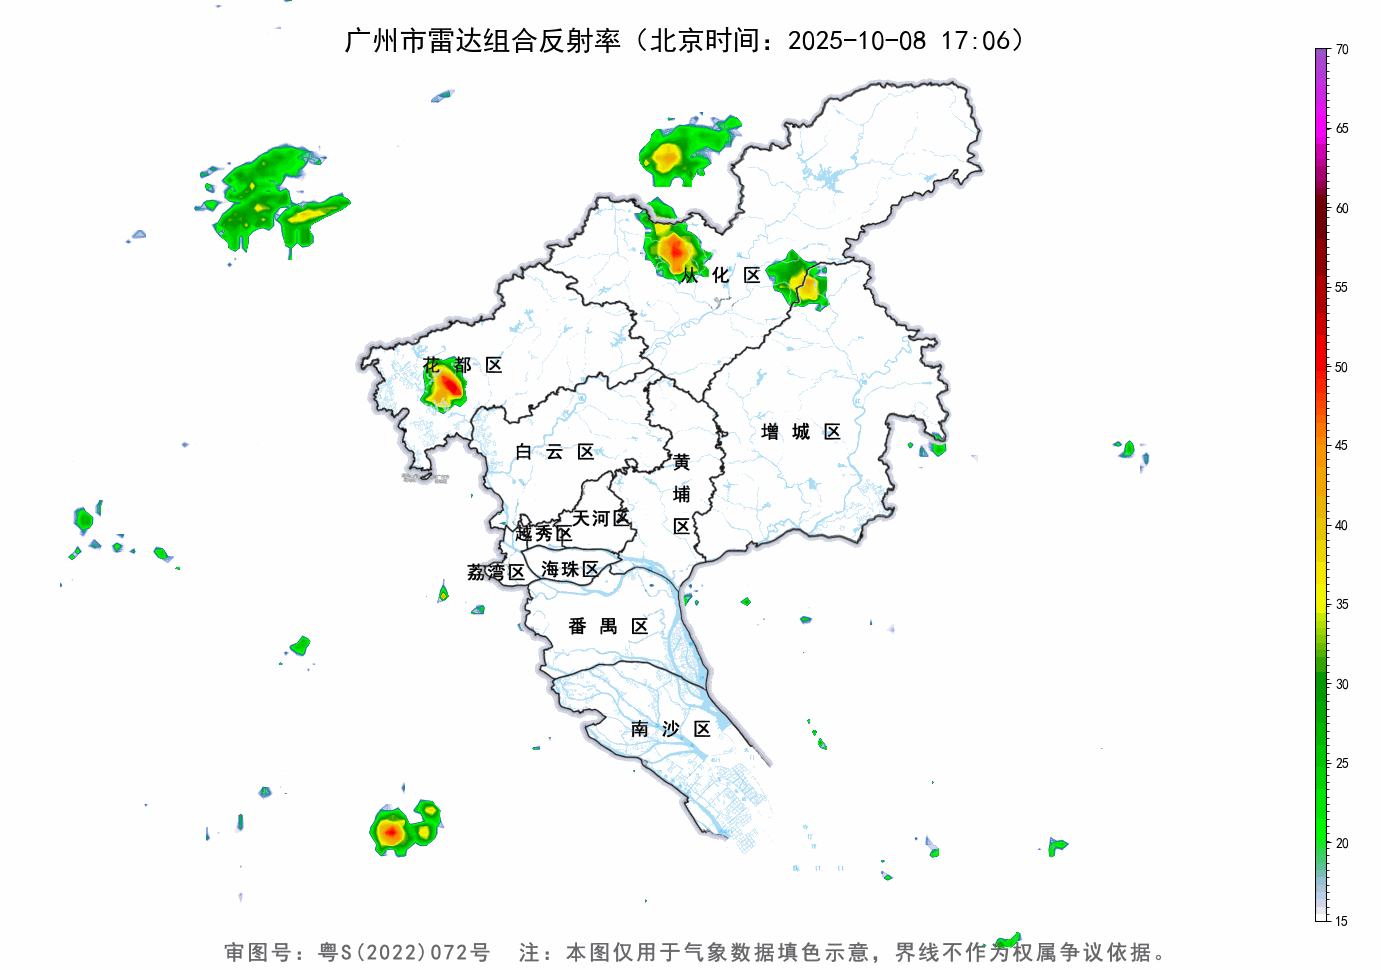 广州市雷达组合反射率（北京时间：2025-10-08 17:06）
70
65
60
55
50
45
40
35
30
25
20
15
从化区
花都区
增城区
白云区
黄埔区
天河区
越秀区
荔湾区
海珠区
番禺区
南沙区
审图号：粤S(2022)072号 注：本图仅用于气象数据填色示意，界线不作为权属争议依据。